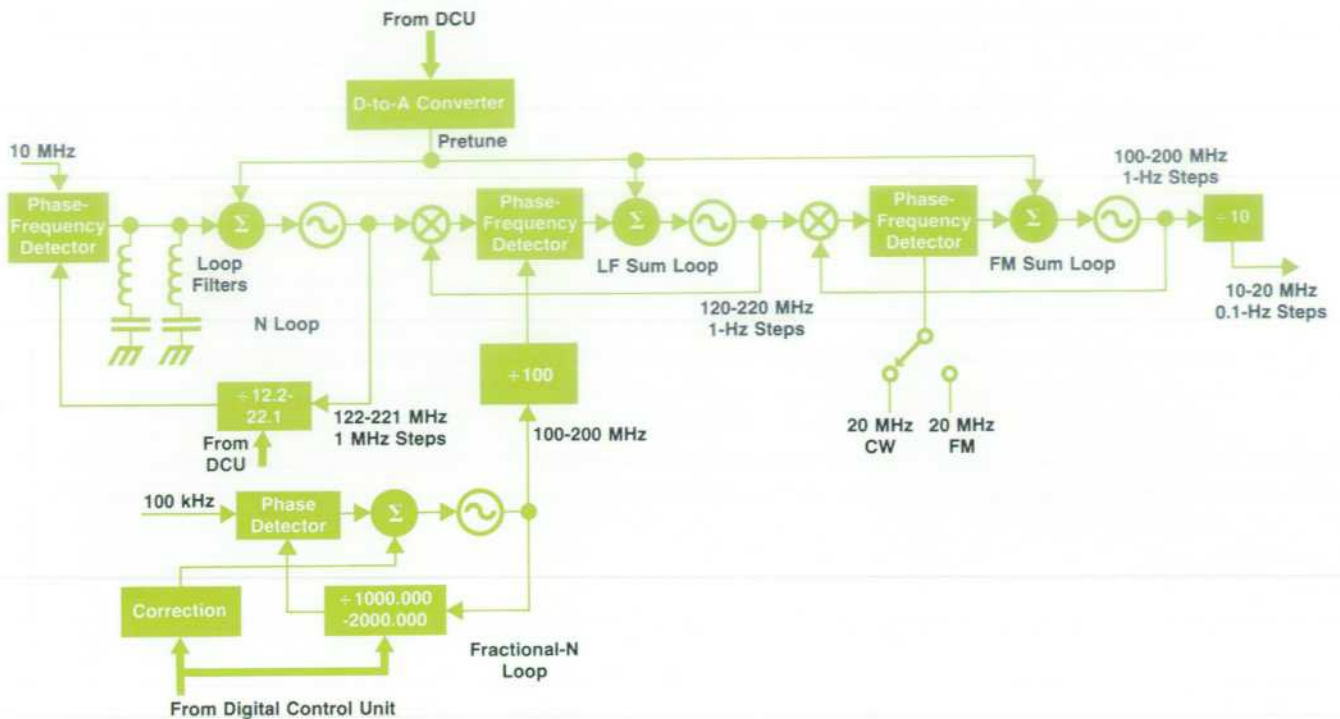 From DCU
D-to-A Converter
Pretune
10 MHz
Phase-
Frequency
Detector
Σ
Loop
Filters
N Loop
÷ 12.2-
22.1
From
DCU
122-221 MHz
1 MHz Steps
Phase-
Frequency
Detector
Σ
LF Sum Loop
120-220 MHz
1-Hz Steps
÷100
100-200 MHz
Phase-
Frequency
Detector
Σ
FM Sum Loop
100-200 MHz
1-Hz Steps
÷ 10
10-20 MHz
0.1-Hz Steps
20 MHz
CW
20 MHz
FM
100 kHz
Phase
Detector
Σ
Correction
÷1000.000
-2000.000
Fractional-N
Loop
From Digital Control Unit